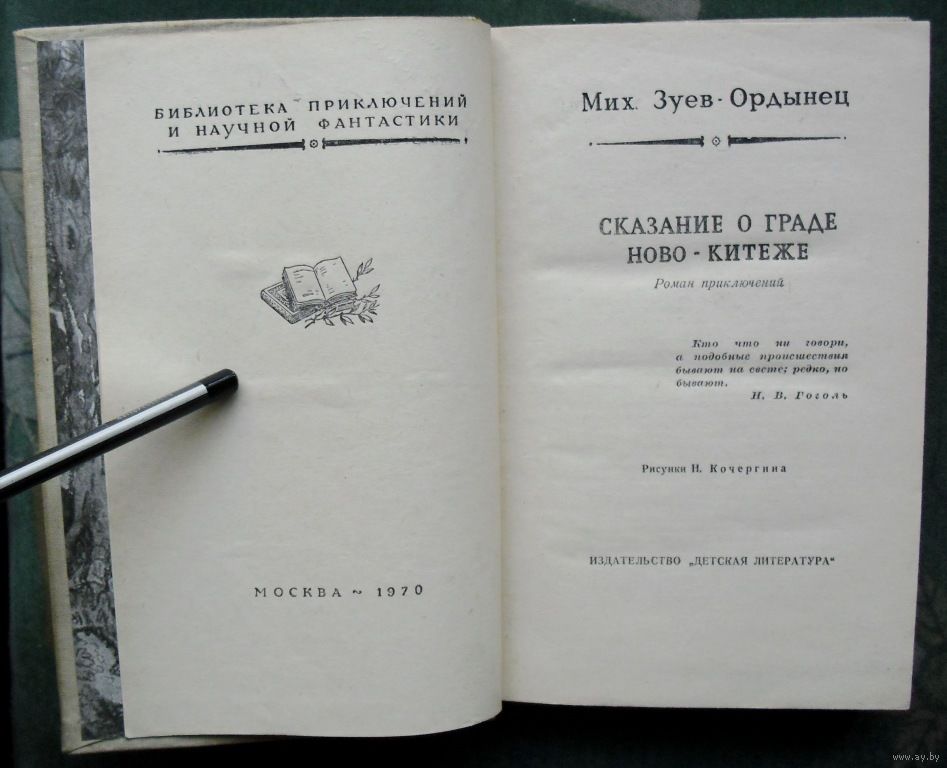 БИБЛИОТЕКА ПРИКЛЮЧЕНИЙ
И НАУЧНОЙ ФАНТАСТИКИ
МОСКВА ~ 1970
Мих. Зуев-Ордынец
СКАЗАНИЕ О ГРАДЕ
НОВО-КИТЕЖЕ
Роман приключений
Кто что ни говори,
а подобные происшествия
бывают на свете; редко, но
бывают.
Н. В. Гоголь
Рисунки Н. Кочергина
ИЗДАТЕЛЬСТВО „ДЕТСКАЯ ЛИТЕРАТУРА“
www.ay.by